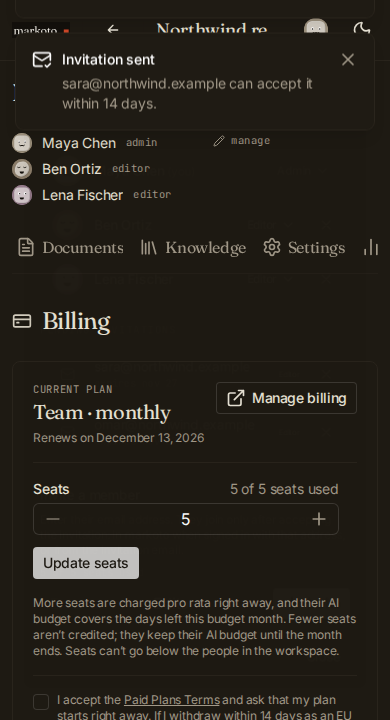 markoto
Northwind re
Invitation sent
sara@northwind.example can accept it
within 14 days.
Maya Chen admin
manage
Ben Ortiz editor
Lena Fischer editor
Documents Knowledge Settings
Billing
CURRENT PLAN
Team · monthly
Manage billing
Renews on December 13, 2026
Seats 5 of 5 seats used
5
Update seats
More seats are charged pro rata right away, and their AI
budget covers the days left this budget month. Fewer seats
aren't credited; they keep their AI budget until the month
ends. Seats can't go below the people in the workspace.
I accept the Paid Plans Terms and ask that my plan
starts right away. If I withdraw within 14 days as an EU